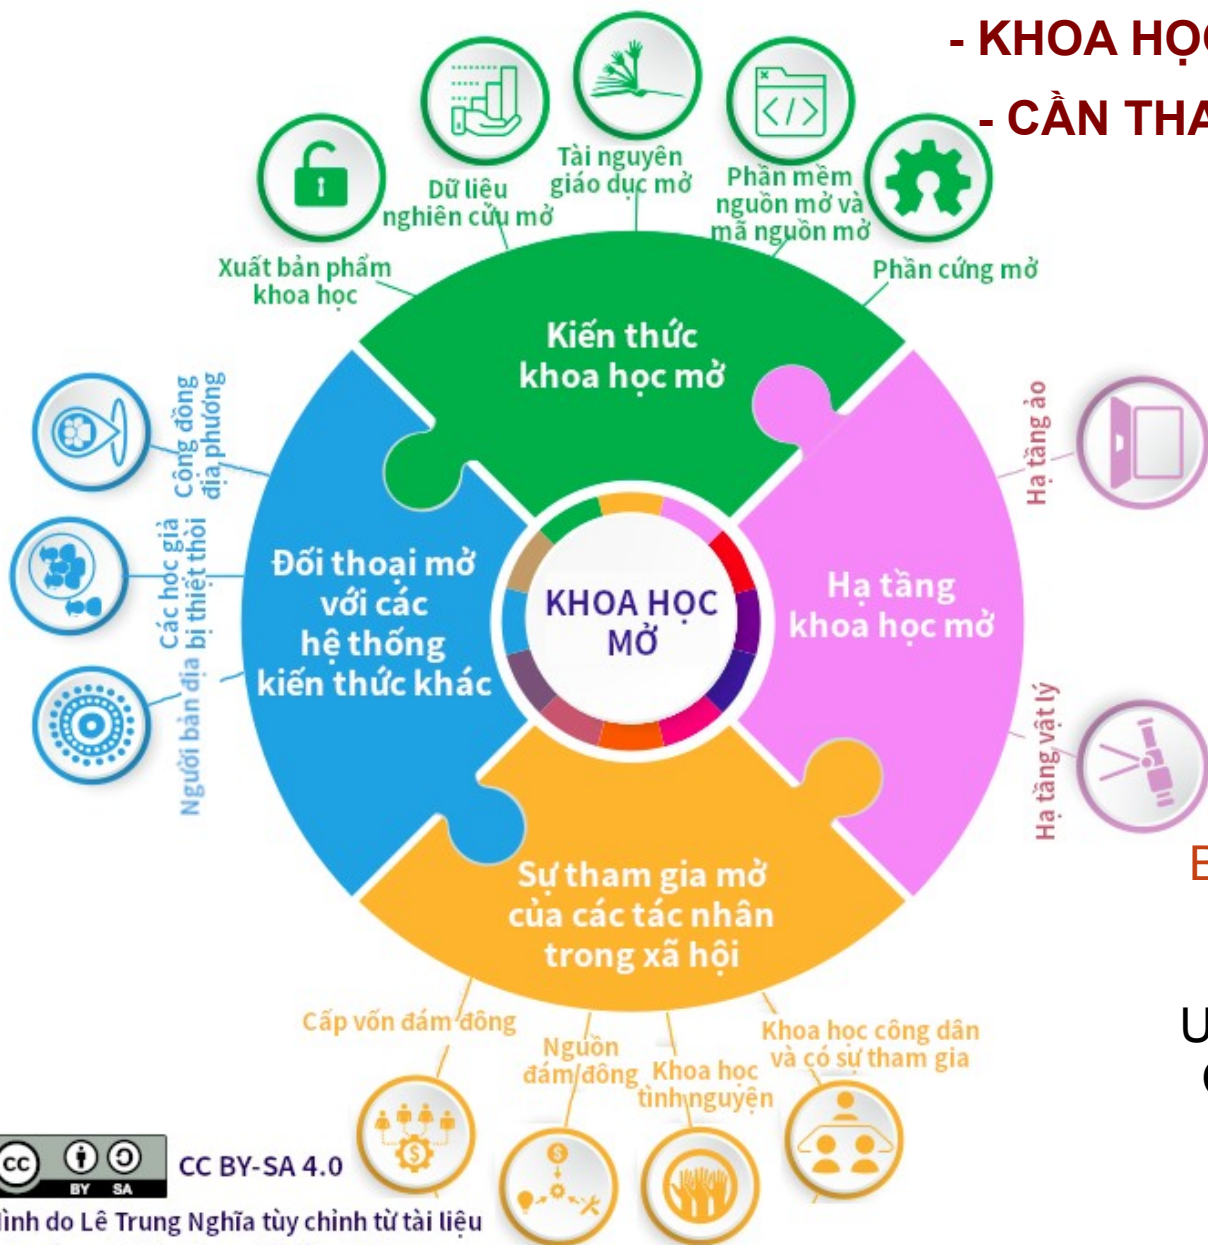 - KHOA HỌC
- CẦN THA
Tài nguyên
giáo dục mở
Dữ liệu
nghiên cứu mở
Phần mềm
nguồn mở và
mã nguồn mở
Xuất bản phẩm
khoa học
Phần cứng mở
Kiến thức
khoa học mở
Cộng đồng
địa phương
Các học giả
bị thiệt thòi
Người bản địa
Đối thoại mở
với các
hệ thống
kiến thức khác
KHOA HỌC
MỞ
Hạ tầng
khoa học mở
Hạ tầng ảo
Hạ tầng vật lý
Sự tham gia mở
của các tác nhân
trong xã hội
Cấp vốn đám đông
Nguồn
đám đông
Khoa học
tình nguyện
Khoa học công dân
và có sự tham gia
cc BY SA
CC BY-SA 4.0
Hình do Lê Trung Nghĩa tùy chỉnh từ tài liệu